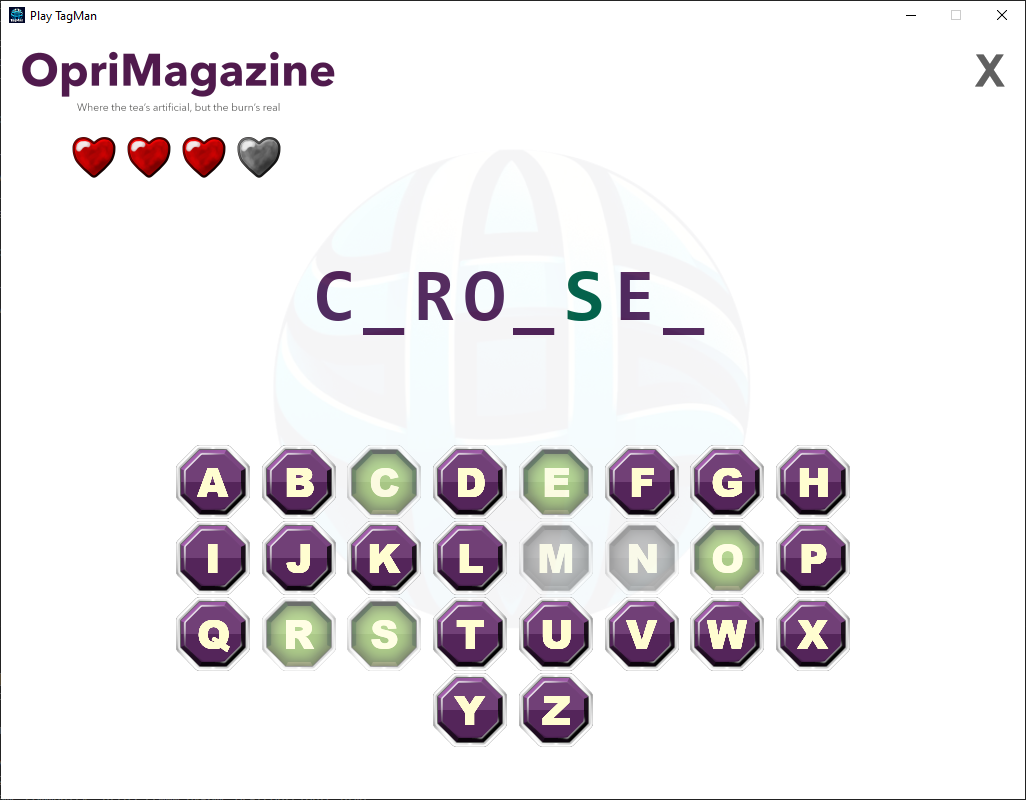 Play TagMan
OpriMagazine
X
Where the tea's artificial, but the burn's real
C_RO_SE_
A B C D E F G H
I J K L M N O P
Q R S T U V W X
Y Z